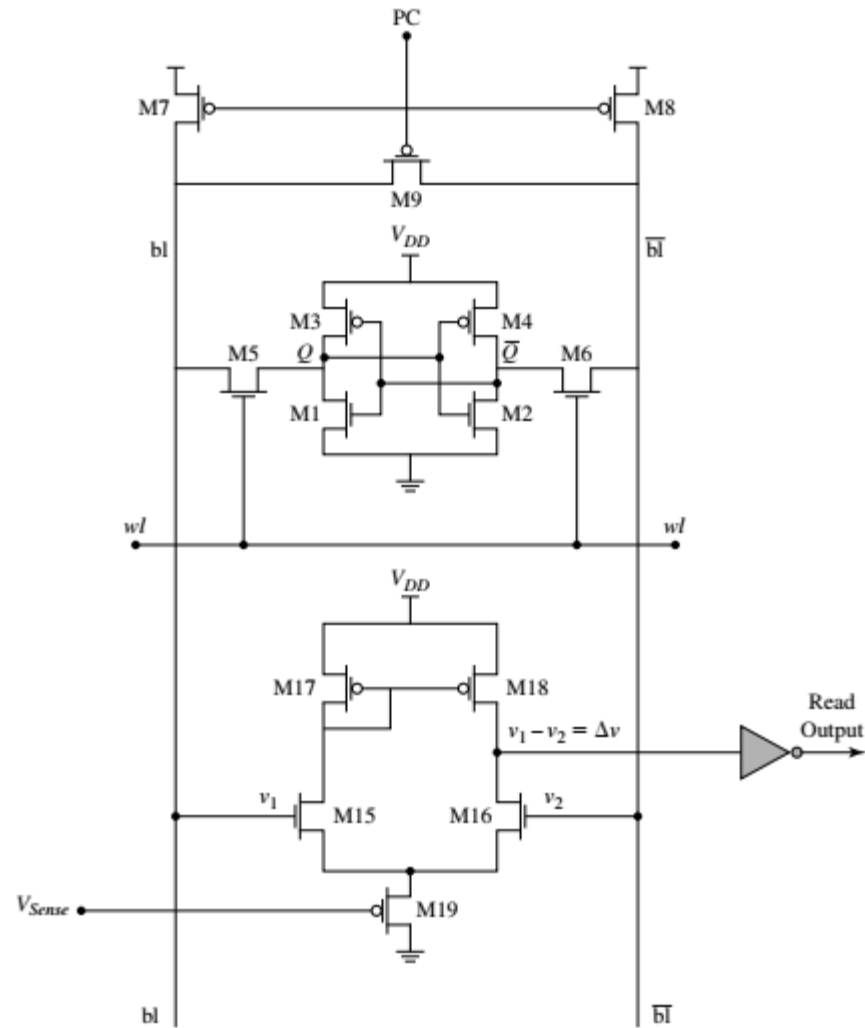 PC
M7
M8
M9
bl
V_DD
b̅l̅
M3
M4
Q
Q̅
M5
M6
M1
M2
wl
wl
V_DD
M17
M18
Read
Output
v₁ – v₂ = Δv
v₁
M15
M16
v₂
V_Sense
M19
bl
b̅l̅